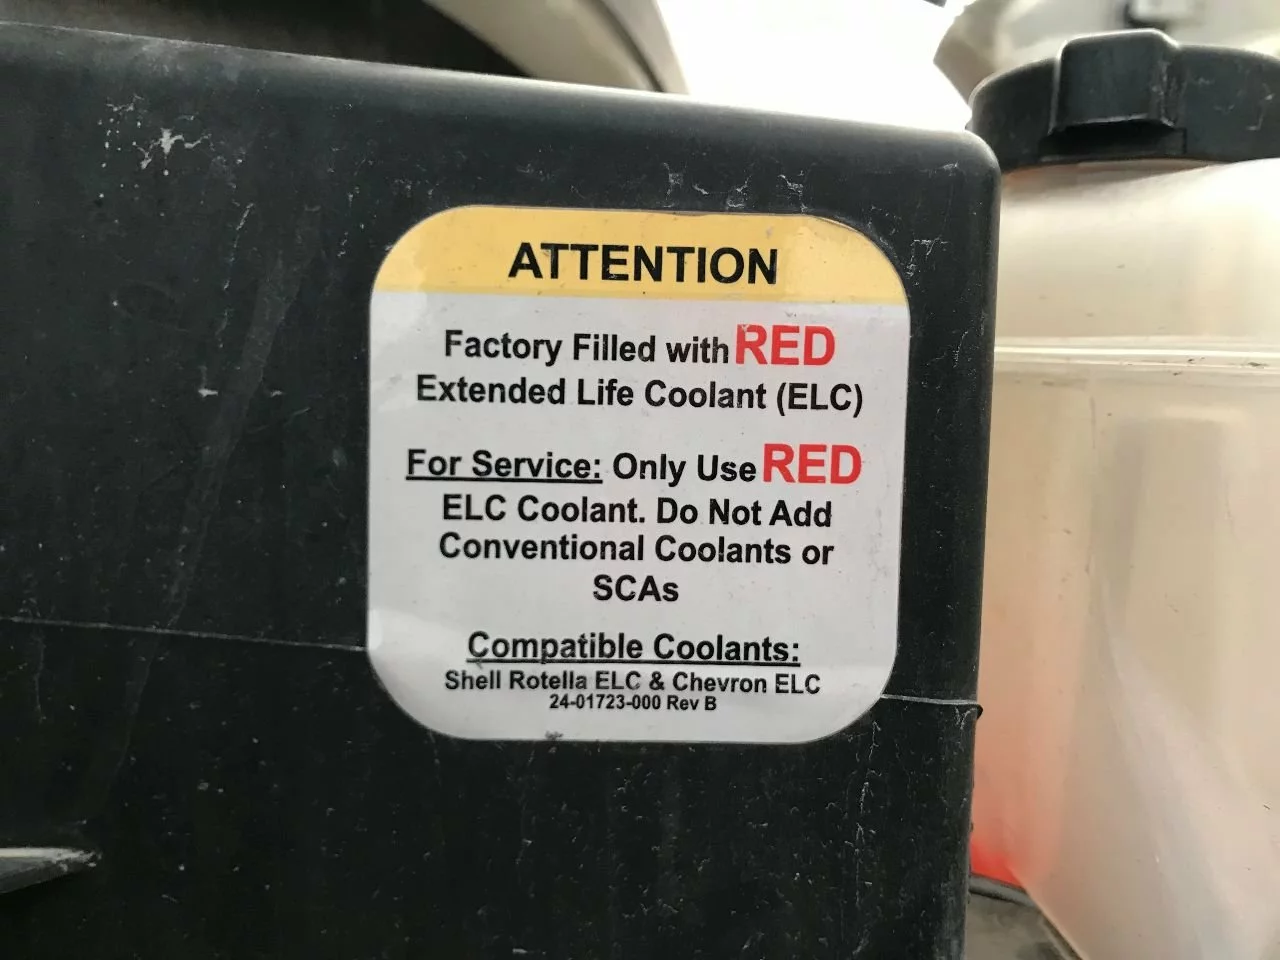 ATTENTION
Factory Filled with RED
Extended Life Coolant (ELC)
For Service: Only Use RED
ELC Coolant. Do Not Add
Conventional Coolants or
SCAs
Compatible Coolants:
Shell Rotella ELC & Chevron ELC
24-01723-000 Rev B